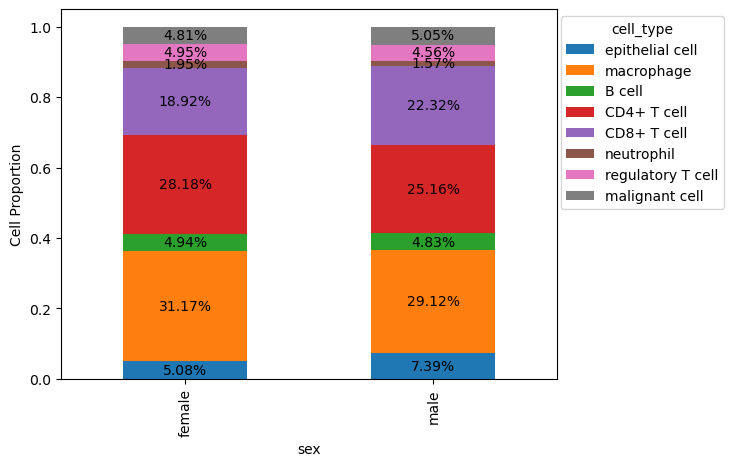 cell_type
epithelial cell
macrophage
B cell
CD4+ T cell
CD8+ T cell
neutrophil
regulatory T cell
malignant cell
Cell Proportion
1.0
0.8
0.6
0.4
0.2
0.0
4.81%
4.95%
1.95%
18.92%
28.18%
4.94%
31.17%
5.08%
5.05%
4.56%
1.57%
22.32%
25.16%
4.83%
29.12%
7.39%
female
male
sex